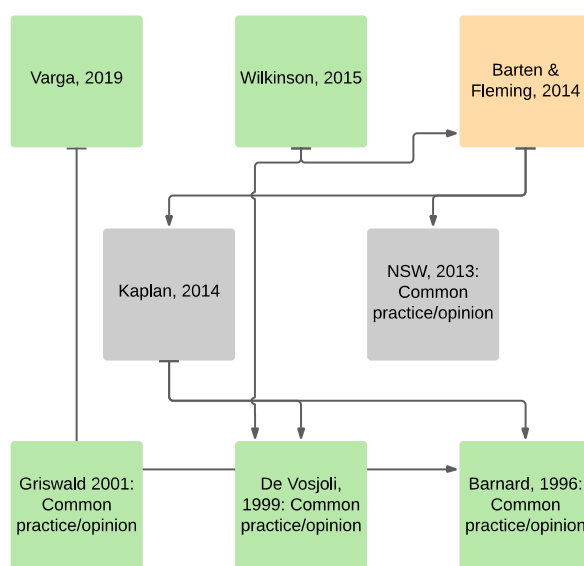 Varga, 2019
Wilkinson, 2015
Barten &
Fleming, 2014
Kaplan, 2014
NSW, 2013:
Common
practice/opinion
Griswald 2001:
Common
practice/opinion
De Vosjoli,
1999: Common
practice/opinion
Barnard, 1996:
Common
practice/opinion